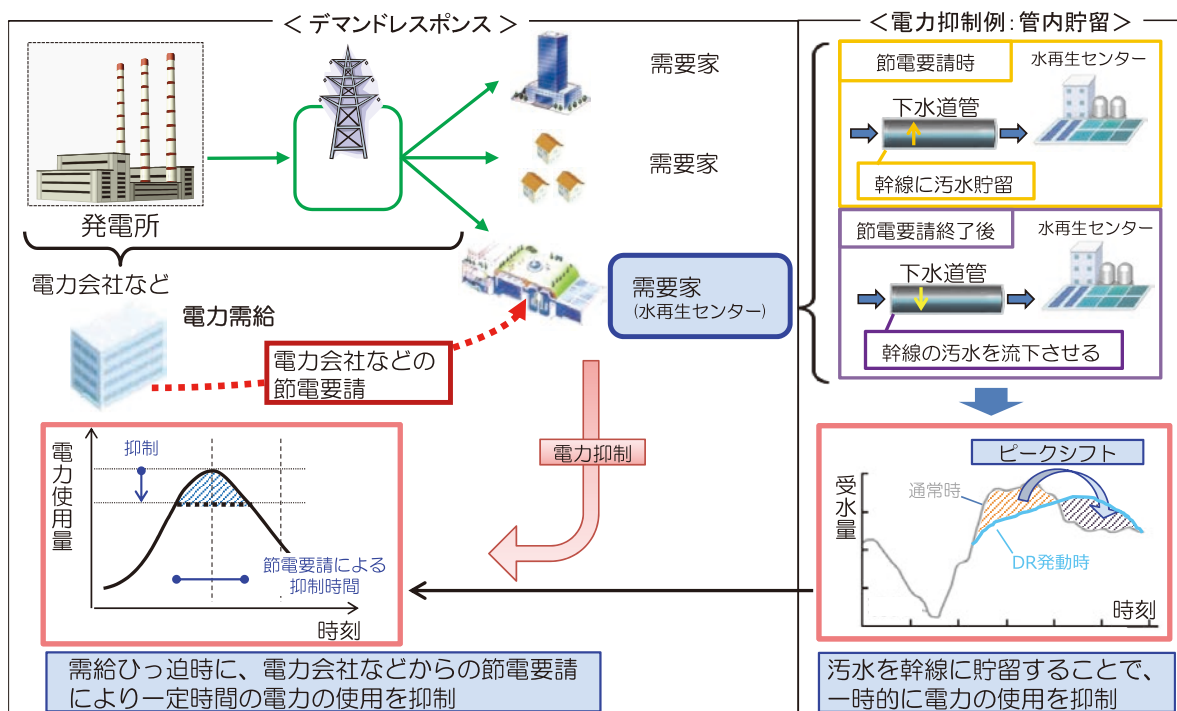 ＜デマンドレスポンス＞
需要家
需要家
発電所
電力会社など
電力需給
電力会社などの
節電要請
需要家
(水再生センター)
電力抑制
電力使用量
抑制
節電要請による
抑制時間
時刻
需給ひっ迫時に、電力会社などからの節電要請
により一定時間の電力の使用を抑制
＜電力抑制例：管内貯留＞
節電要請時
水再生センター
下水道管
幹線に汚水貯留
節電要請終了後
水再生センター
下水道管
幹線の汚水を流下させる
ピークシフト
受水量
通常時
DR発動時
時刻
汚水を幹線に貯留することで、
一時的に電力の使用を抑制